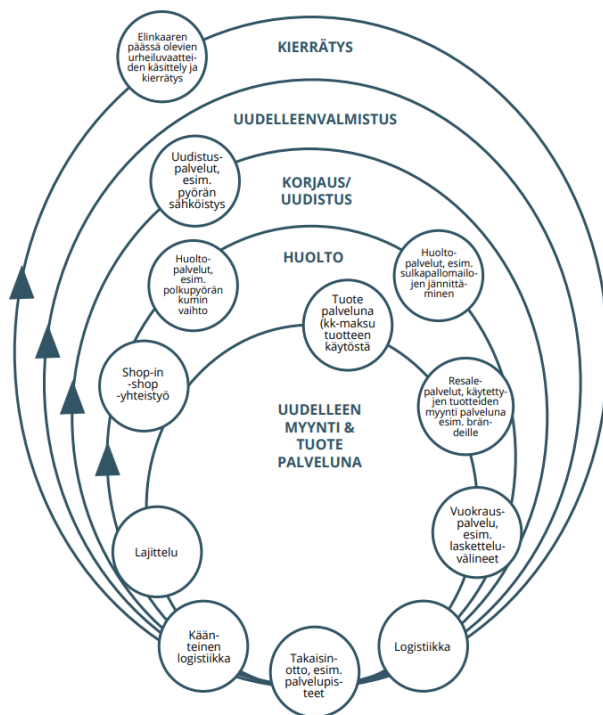 Elinkaaren
päässä olevien
urheiluvaattei-
den käsittely ja
kierrätys
KIERRÄTYS
UUDELLEENVALMISTUS
Uudistus-
palvelut,
esim.
pyörän
sähköistys
KORJAUS/
UUDISTUS
Huolto-
palvelut,
esim.
polkupyörän
kumin
vaihto
HUOLTO
Huolto-
palvelut, esim.
sulkapallomailo-
jen jännittä-
minen
Tuote
palveluna
(kk-maksu
tuotteen
käytöstä
Shop-in
-shop
-yhteistyö
Resale-
palvelut, käytetty-
jen tuotteiden
myynti palveluna
esim. brän-
deille
UUDELLEEN
MYYNTI &
TUOTE
PALVELUNA
Lajittelu
Vuokraus-
palvelu,
esim.
laskettelu-
välineet
Kään-
teinen
logistiikka
Takaisin-
otto, esim.
palvelupis-
teet
Logistiikka